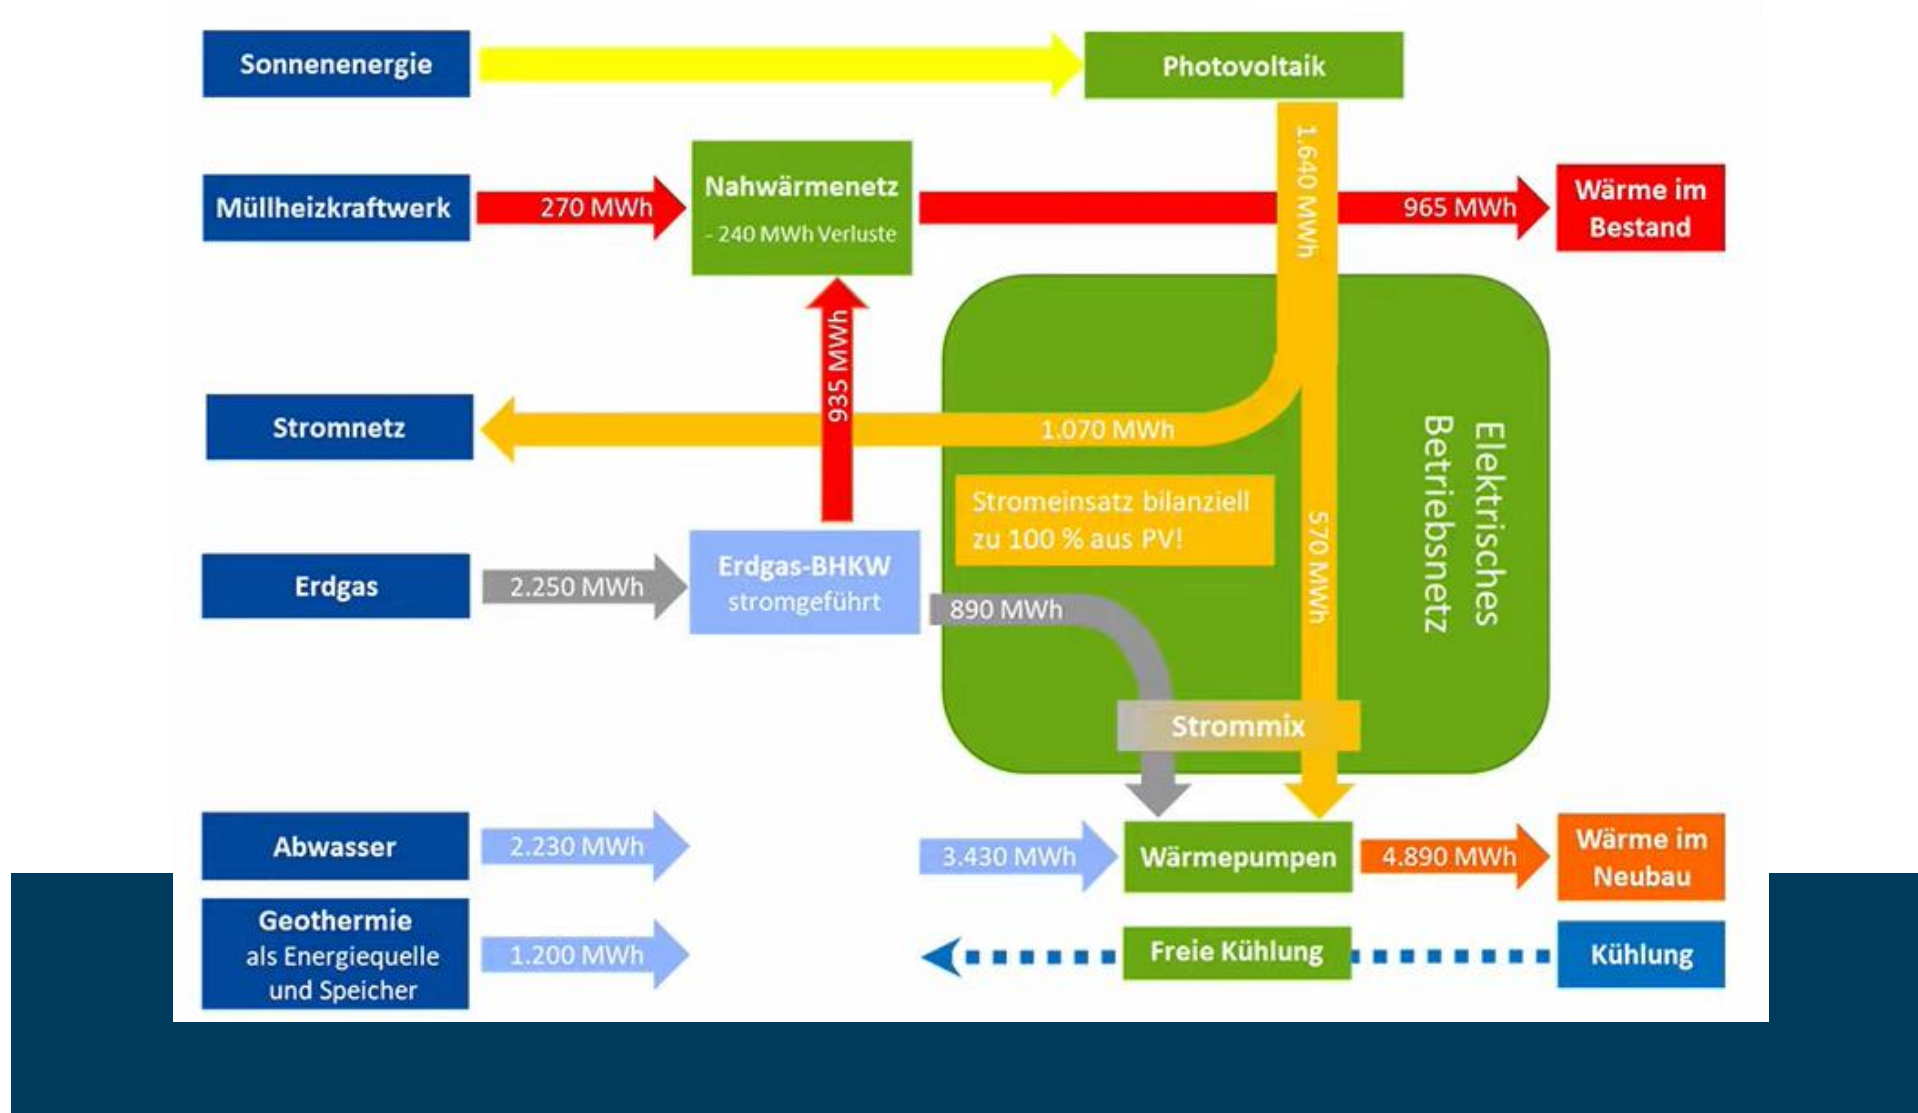 Sonnenenergie
Photovoltaik
1.640 MWh
Müllheizkraftwerk
270 MWh
Nahwärmenetz
- 240 MWh Verluste
965 MWh
Wärme im
Bestand
935 MWh
Stromnetz
1.070 MWh
Elektrisches
Betriebsnetz
Stromeinsatz bilanziell
zu 100 % aus PV!
570 MWh
Erdgas
2.250 MWh
Erdgas-BHKW
stromgeführt
890 MWh
Strommix
Abwasser
2.230 MWh
3.430 MWh
Wärmepumpen
4.890 MWh
Wärme im
Neubau
Geothermie
als Energiequelle
und Speicher
1.200 MWh
Freie Kühlung
Kühlung